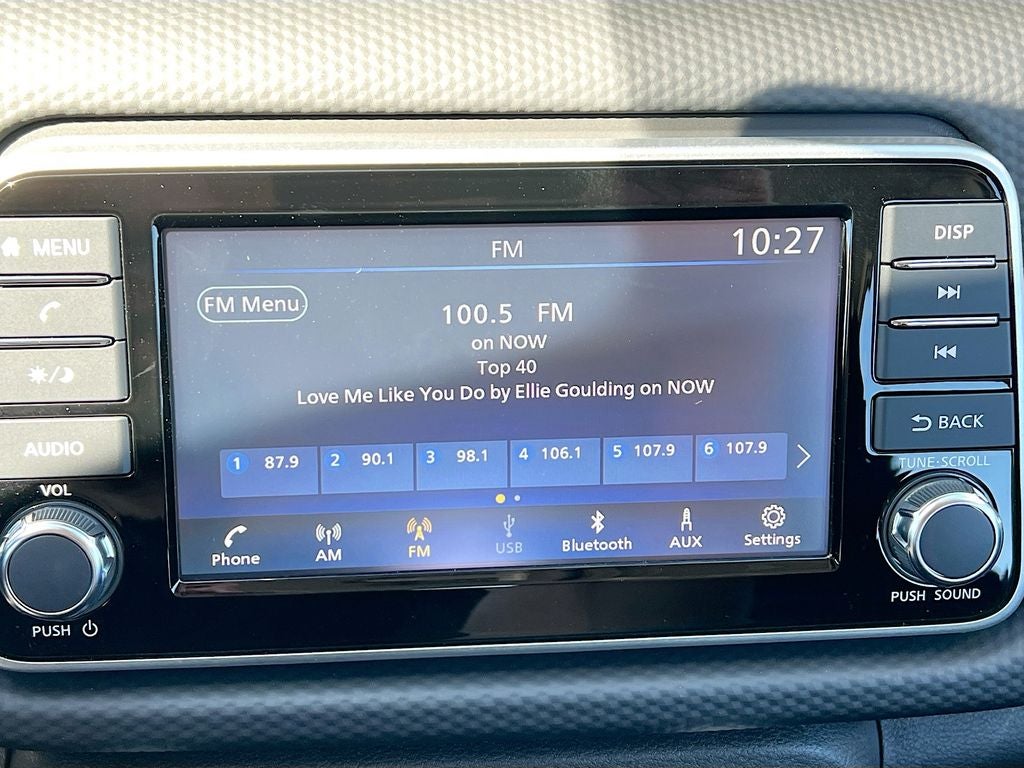 MENU
AUDIO
VOL
PUSH
FM
10:27
FM Menu
100.5 FM
on NOW
Top 40
Love Me Like You Do by Ellie Goulding on NOW
1 87.9
2 90.1
3 98.1
4 106.1
5 107.9
6 107.9
Phone
AM
FM
USB
Bluetooth
AUX
Settings
DISP
BACK
TUNE·SCROLL
PUSH SOUND